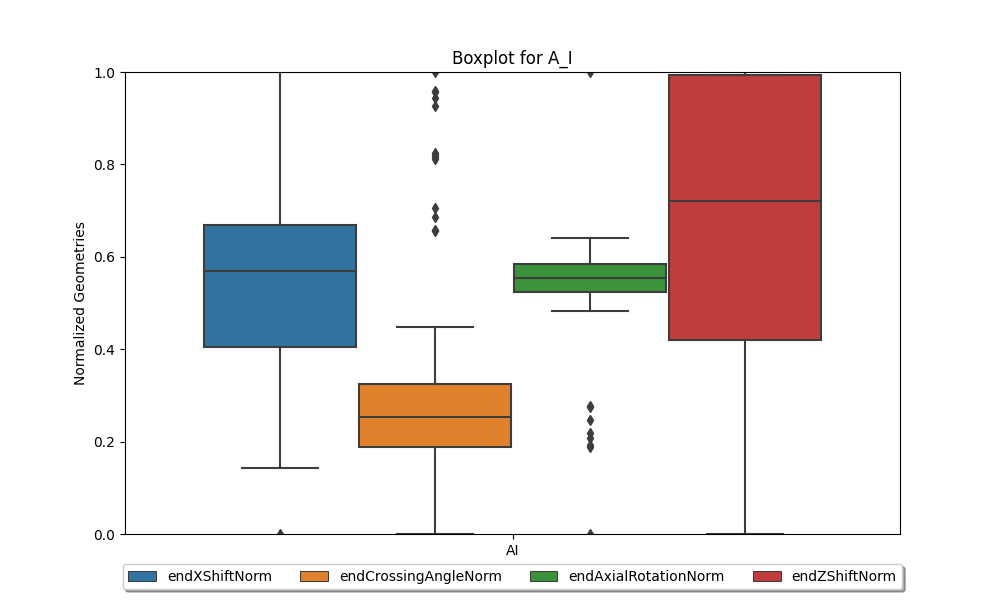 Boxplot for A_I
1.0
0.8
0.6
0.4
0.2
0.0
Normalized Geometries
AI
endXShiftNorm endCrossingAngleNorm endAxialRotationNorm endZShiftNorm